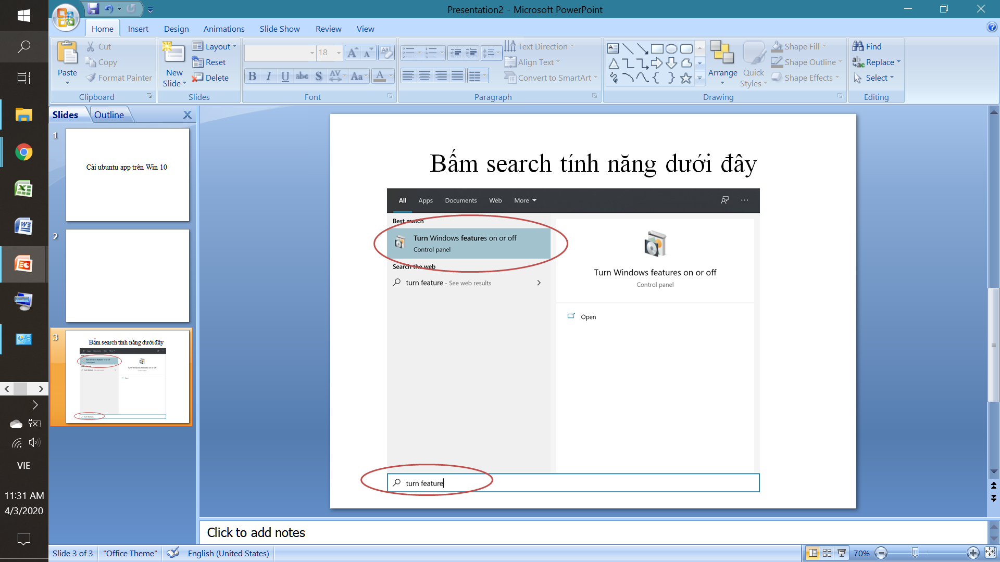 Presentation2 - Microsoft PowerPoint
Home Insert Design Animations Slide Show Review View
Paste
Cut
Copy
Format Painter
Clipboard
New Slide
Layout
Reset
Delete
Slides
18
B I U abc S AV Aa A
Font
Text Direction
Align Text
Convert to SmartArt
Paragraph
Arrange
Quick Styles
Shape Fill
Shape Outline
Shape Effects
Drawing
Find
Replace
Select
Editing
Slides Outline
1
Cài ubuntu app trên Win 10
2
3
Bấm search tính năng dưới đây
Bấm search tính năng dưới đây
All Apps Documents Web More
Best match
Turn Windows features on or off
Control panel
Search the web
turn feature - See web results
Turn Windows features on or off
Control panel
Open
turn feature
Click to add notes
VIE
11:31 AM
4/3/2020
Slide 3 of 3 "Office Theme" English (United States) 70%